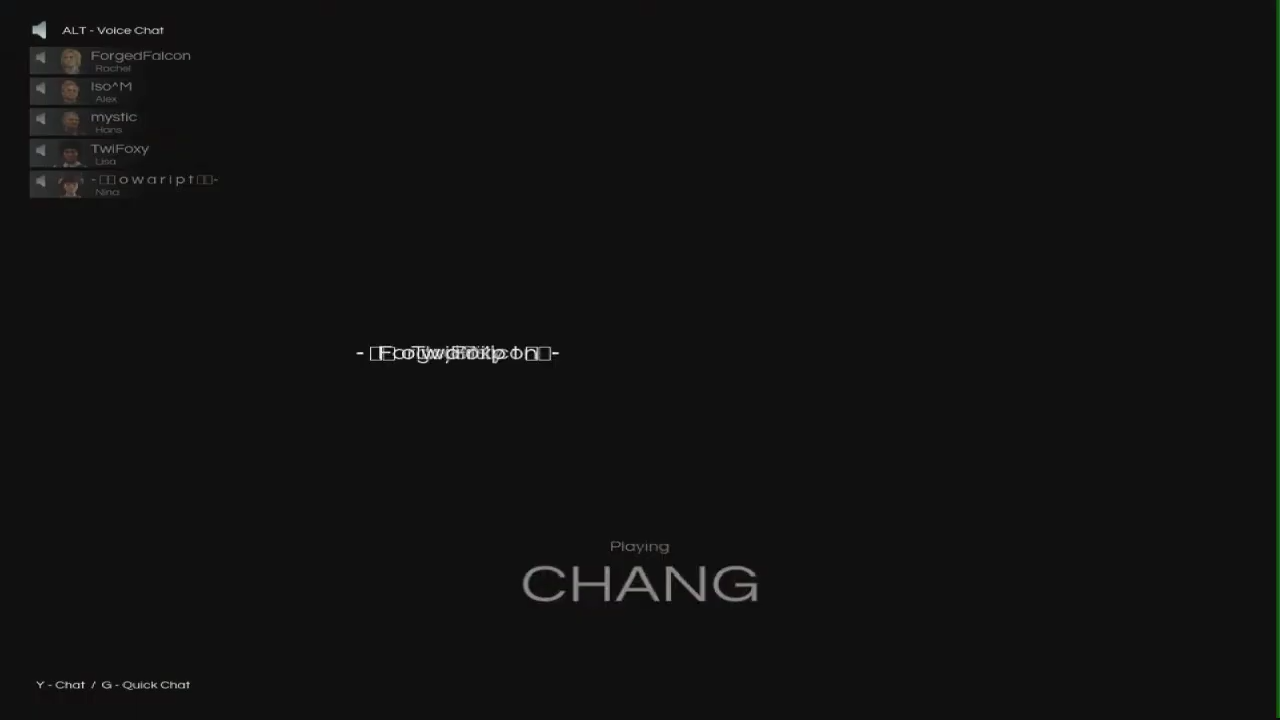 ALT - Voice Chat
ForgedFalcon
Rachel
Iso^M
Alex
mystic
Hans
TwiFoxy
Lisa
- □□ o w a r i p t □□ -
Nina
Playing
CHANG
Y - Chat / G - Quick Chat